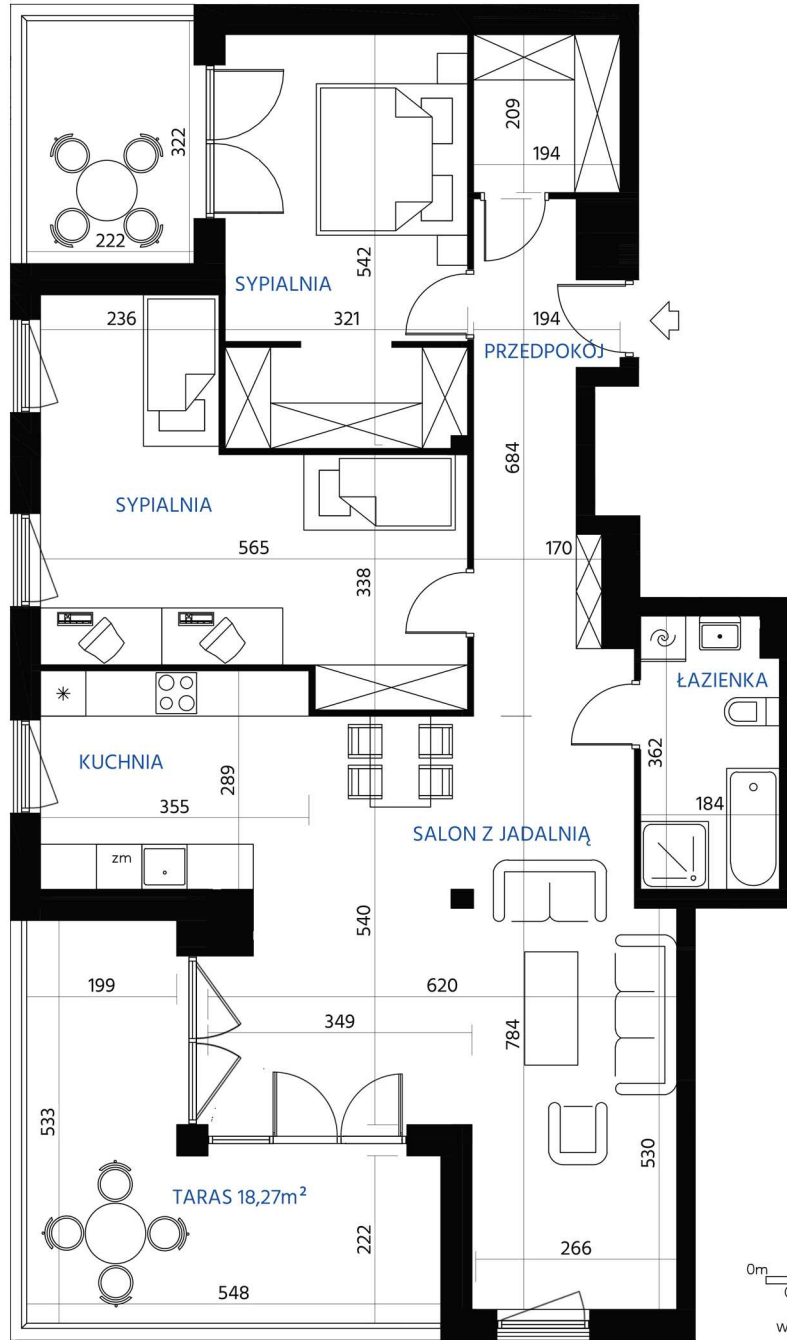 209
322
194
222
542
SYPIALNIA
236
321
194
PRZEDPOKÓJ
684
SYPIALNIA
565
338
170
ŁAZIENKA
KUCHNIA
289
362
355
184
SALON Z JADALNIĄ
zm
540
199
620
349
784
533
530
TARAS 18,27m²
222
266
548
0m
w